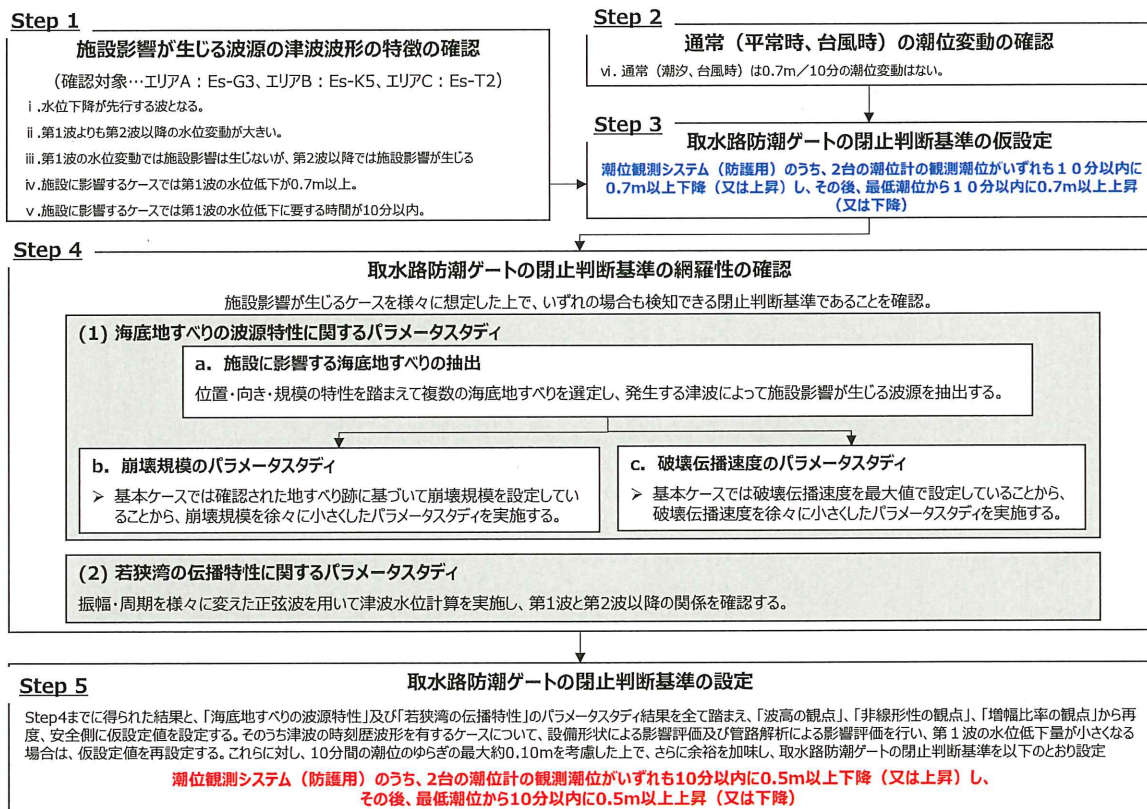 Step 1
施設影響が生じる波源の津波波形の特徴の確認
(確認対象…エリアA：Es-G3、エリアB：Es-K5、エリアC：Es-T2)
ⅰ.水位下降が先行する波となる。
ⅱ.第1波よりも第2波以降の水位変動が大きい。
ⅲ.第1波の水位変動では施設影響は生じないが、第2波以降では施設影響が生じる
ⅳ.施設に影響するケースでは第1波の水位低下が0.7m以上。
ⅴ.施設に影響するケースでは第1波の水位低下に要する時間が10分以内。
Step 2
通常（平常時、台風時）の潮位変動の確認
ⅵ.通常（潮汐、台風時）は0.7m／10分の潮位変動はない。
Step 3
取水路防潮ゲートの閉止判断基準の仮設定
潮位観測システム（防護用）のうち、2台の潮位計の観測潮位がいずれも１０分以内に
0.7m以上下降（又は上昇）し、その後、最低潮位から１０分以内に0.7m以上上昇
（又は下降）
Step 4
取水路防潮ゲートの閉止判断基準の網羅性の確認
施設影響が生じるケースを様々に想定した上で、いずれの場合も検知できる閉止判断基準であることを確認。
(1) 海底地すべりの波源特性に関するパラメータスタディ
a. 施設に影響する海底地すべりの抽出
位置・向き・規模の特性を踏まえて複数の海底地すべりを選定し、発生する津波によって施設影響が生じる波源を抽出する。
b. 崩壊規模のパラメータスタディ
➢ 基本ケースでは確認された地すべり跡に基づいて崩壊規模を設定してい
ることから、崩壊規模を徐々に小さくしたパラメータスタディを実施する。
c. 破壊伝播速度のパラメータスタディ
➢ 基本ケースでは破壊伝播速度を最大値で設定していることから、
破壊伝播速度を徐々に小さくしたパラメータスタディを実施する。
(2) 若狭湾の伝播特性に関するパラメータスタディ
振幅・周期を様々に変えた正弦波を用いて津波水位計算を実施し、第1波と第2波以降の関係を確認する。
Step 5
取水路防潮ゲートの閉止判断基準の設定
Step4までに得られた結果と、「海底地すべりの波源特性」及び「若狭湾の伝播特性」のパラメータスタディ結果を全て踏まえ、「波高の観点」、「非線形性の観点」、「増幅比率の観点」から再
度、安全側に仮設定値を設定する。そのうち津波の時刻歴波形を有するケースについて、設備形状による影響評価及び管路解析による影響評価を行い、第１波の水位低下量が小さくなる
場合は、仮設定値を再設定する。これらに対し、10分間の潮位のゆらぎの最大約0.10mを考慮した上で、さらに余裕を加味し、取水路防潮ゲートの閉止判断基準を以下のとおり設定
潮位観測システム（防護用）のうち、2台の潮位計の観測潮位がいずれも10分以内に0.5m以上下降（又は上昇）し、
その後、最低潮位から10分以内に0.5m以上上昇（又は下降）